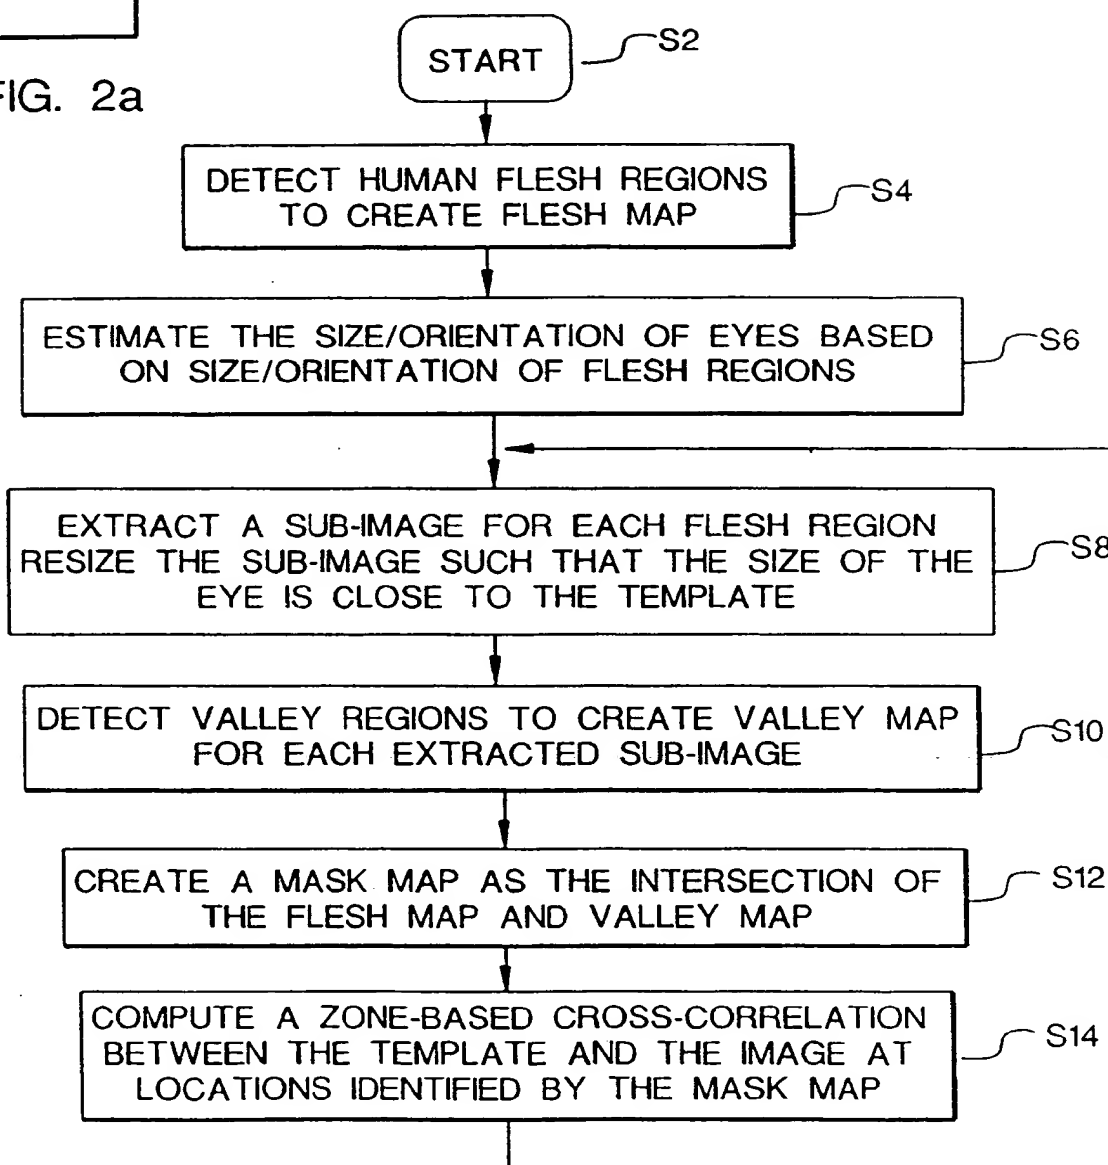 START
S2
FIG. 2a
DETECT HUMAN FLESH REGIONS
TO CREATE FLESH MAP
S4
ESTIMATE THE SIZE/ORIENTATION OF EYES BASED
ON SIZE/ORIENTATION OF FLESH REGIONS
S6
EXTRACT A SUB-IMAGE FOR EACH FLESH REGION
RESIZE THE SUB-IMAGE SUCH THAT THE SIZE OF THE
EYE IS CLOSE TO THE TEMPLATE
S8
DETECT VALLEY REGIONS TO CREATE VALLEY MAP
FOR EACH EXTRACTED SUB-IMAGE
S10
CREATE A MASK MAP AS THE INTERSECTION OF
THE FLESH MAP AND VALLEY MAP
S12
COMPUTE A ZONE-BASED CROSS-CORRELATION
BETWEEN THE TEMPLATE AND THE IMAGE AT
LOCATIONS IDENTIFIED BY THE MASK MAP
S14